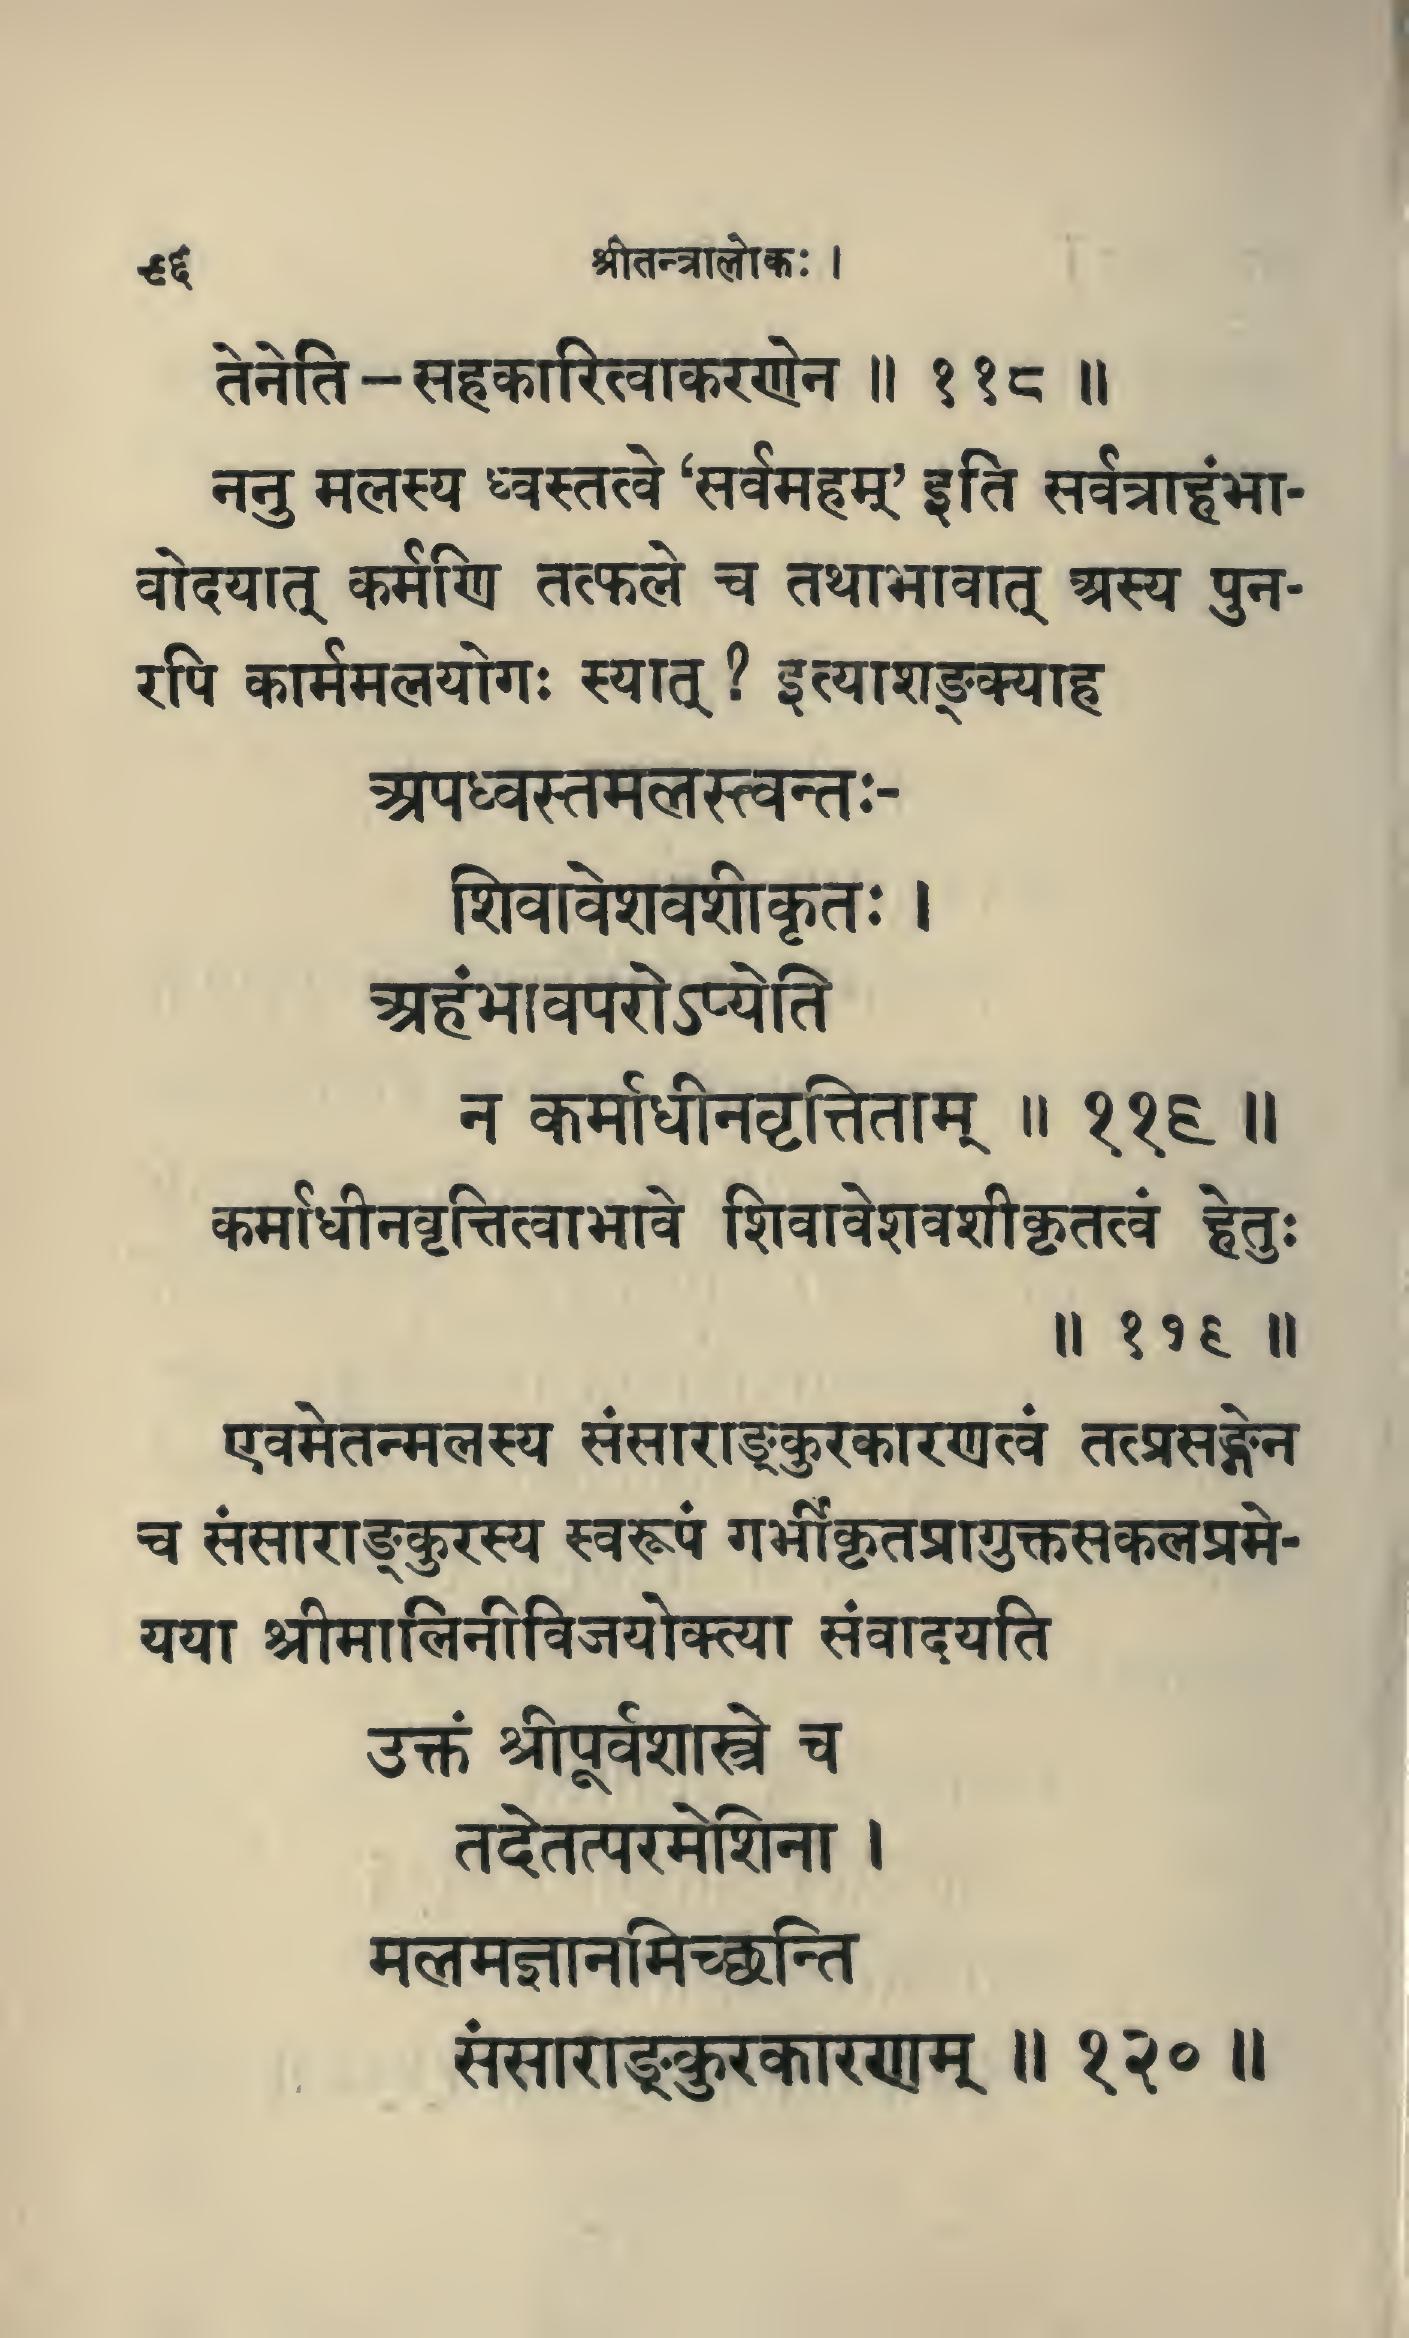 ९६ श्रीतन्त्रालोकः ।
तेनेति – सहकारित्वाकरणेन ॥ ११८ ॥
ननु मलस्य ध्वस्तत्वे ‘सर्वमहम्’ इति सर्वत्राहंभा-
वोदयात् कर्मणि तत्फले च तथाभावात् अस्य पुन-
रपि कार्ममलयोगः स्यात् ? इत्याशङ्क्याह
अपध्वस्तमलस्त्वन्तः-
शिवावेशवशीकृतः ।
अहंभावपरोऽप्येति
न कर्माधीनवृत्तिताम् ॥ ११९ ॥
कर्माधीनवृत्तित्वाभावे शिवावेशवशीकृतत्वं हेतुः
॥ ११९ ॥
एवमेतन्मलस्य संसाराङ्कुरकारणत्वं तत्प्रसङ्गेन
च संसाराङ्कुरस्य स्वरूपं गर्भीकृतप्रागुक्तसकलप्रमे-
यया श्रीमालिनीविजयोक्त्या संवादयति
उक्तं श्रीपूर्वशास्त्रे च
तदेतत्परमेशिना ।
मलमज्ञानमिच्छन्ति
संसाराङ्कुरकारणम् ॥ १२० ॥